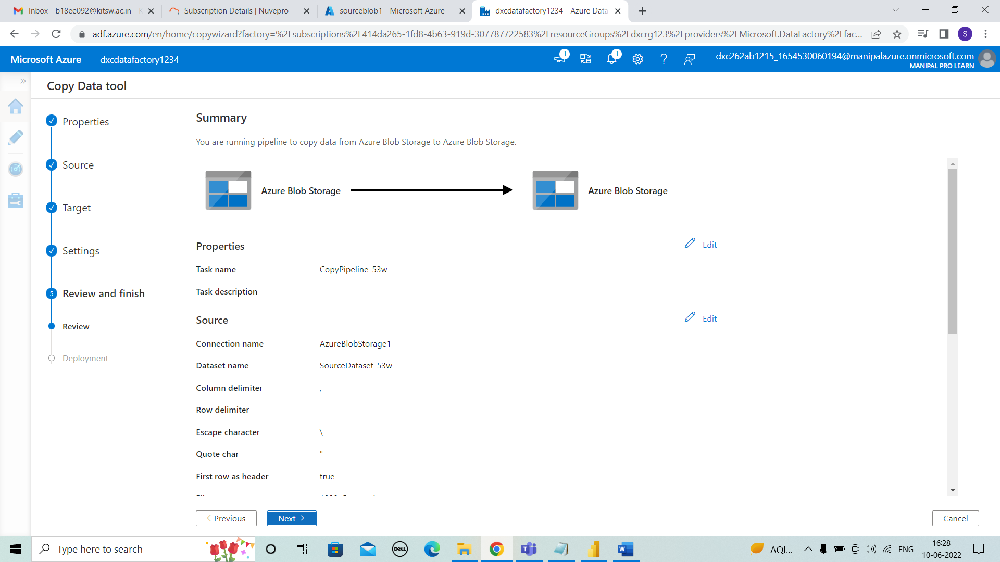 Inbox - b18ee092@kitsw.ac.in - K
Subscription Details | Nuvepro
sourceblob1 - Microsoft Azure
dxcdatafactory1234 - Azure Data
adf.azure.com/en/home/copywizard?factory=%2Fsubscriptions%2F414da265-1fd8-4b63-919d-307787722583%2FresourceGroups%2Fdxcrg123%2Fproviders%2FMicrosoft.DataFactory%2Ffac...
S
Microsoft Azure
dxcdatafactory1234
1
1
dxc262ab1215_1654530060194@manipalazure.onmicrosoft.com
MANIPAL PRO LEARN
Copy Data tool
Properties
Source
Target
Settings
5
Review and finish
Review
Deployment
Summary
You are running pipeline to copy data from Azure Blob Storage to Azure Blob Storage.
Azure Blob Storage
Azure Blob Storage
Properties
Edit
Task name
CopyPipeline_53w
Task description
Source
Edit
Connection name
AzureBlobStorage1
Dataset name
SourceDataset_53w
Column delimiter
,
Row delimiter
Escape character
\
Quote char
"
First row as header
true
Previous
Next
Cancel
Type here to search
DELL
AQI...
ENG
16:28
10-06-2022